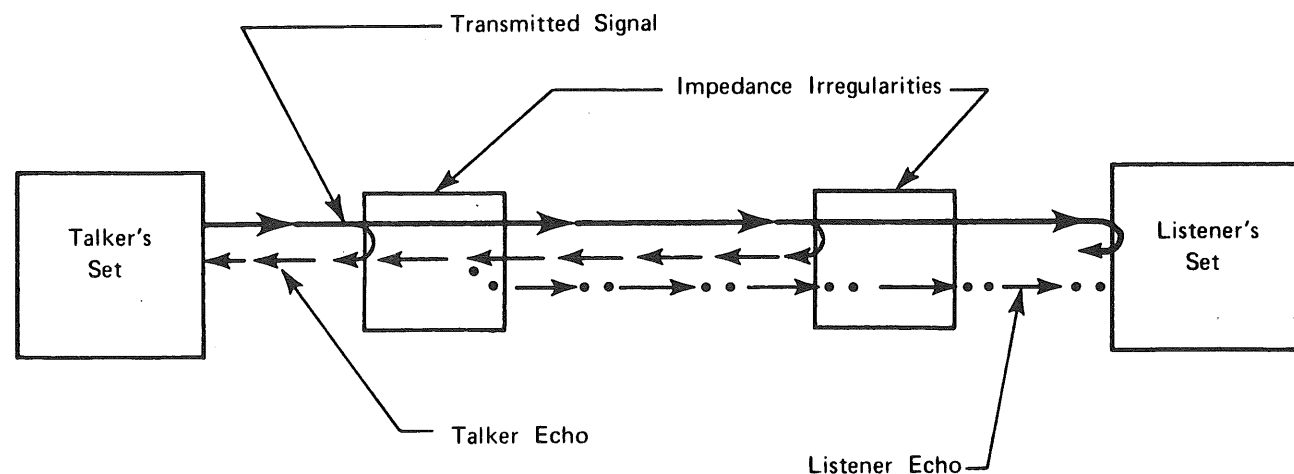 Transmitted Signal
Impedance Irregularities
Talker's
Set
Listener's
Set
Talker Echo
Listener Echo